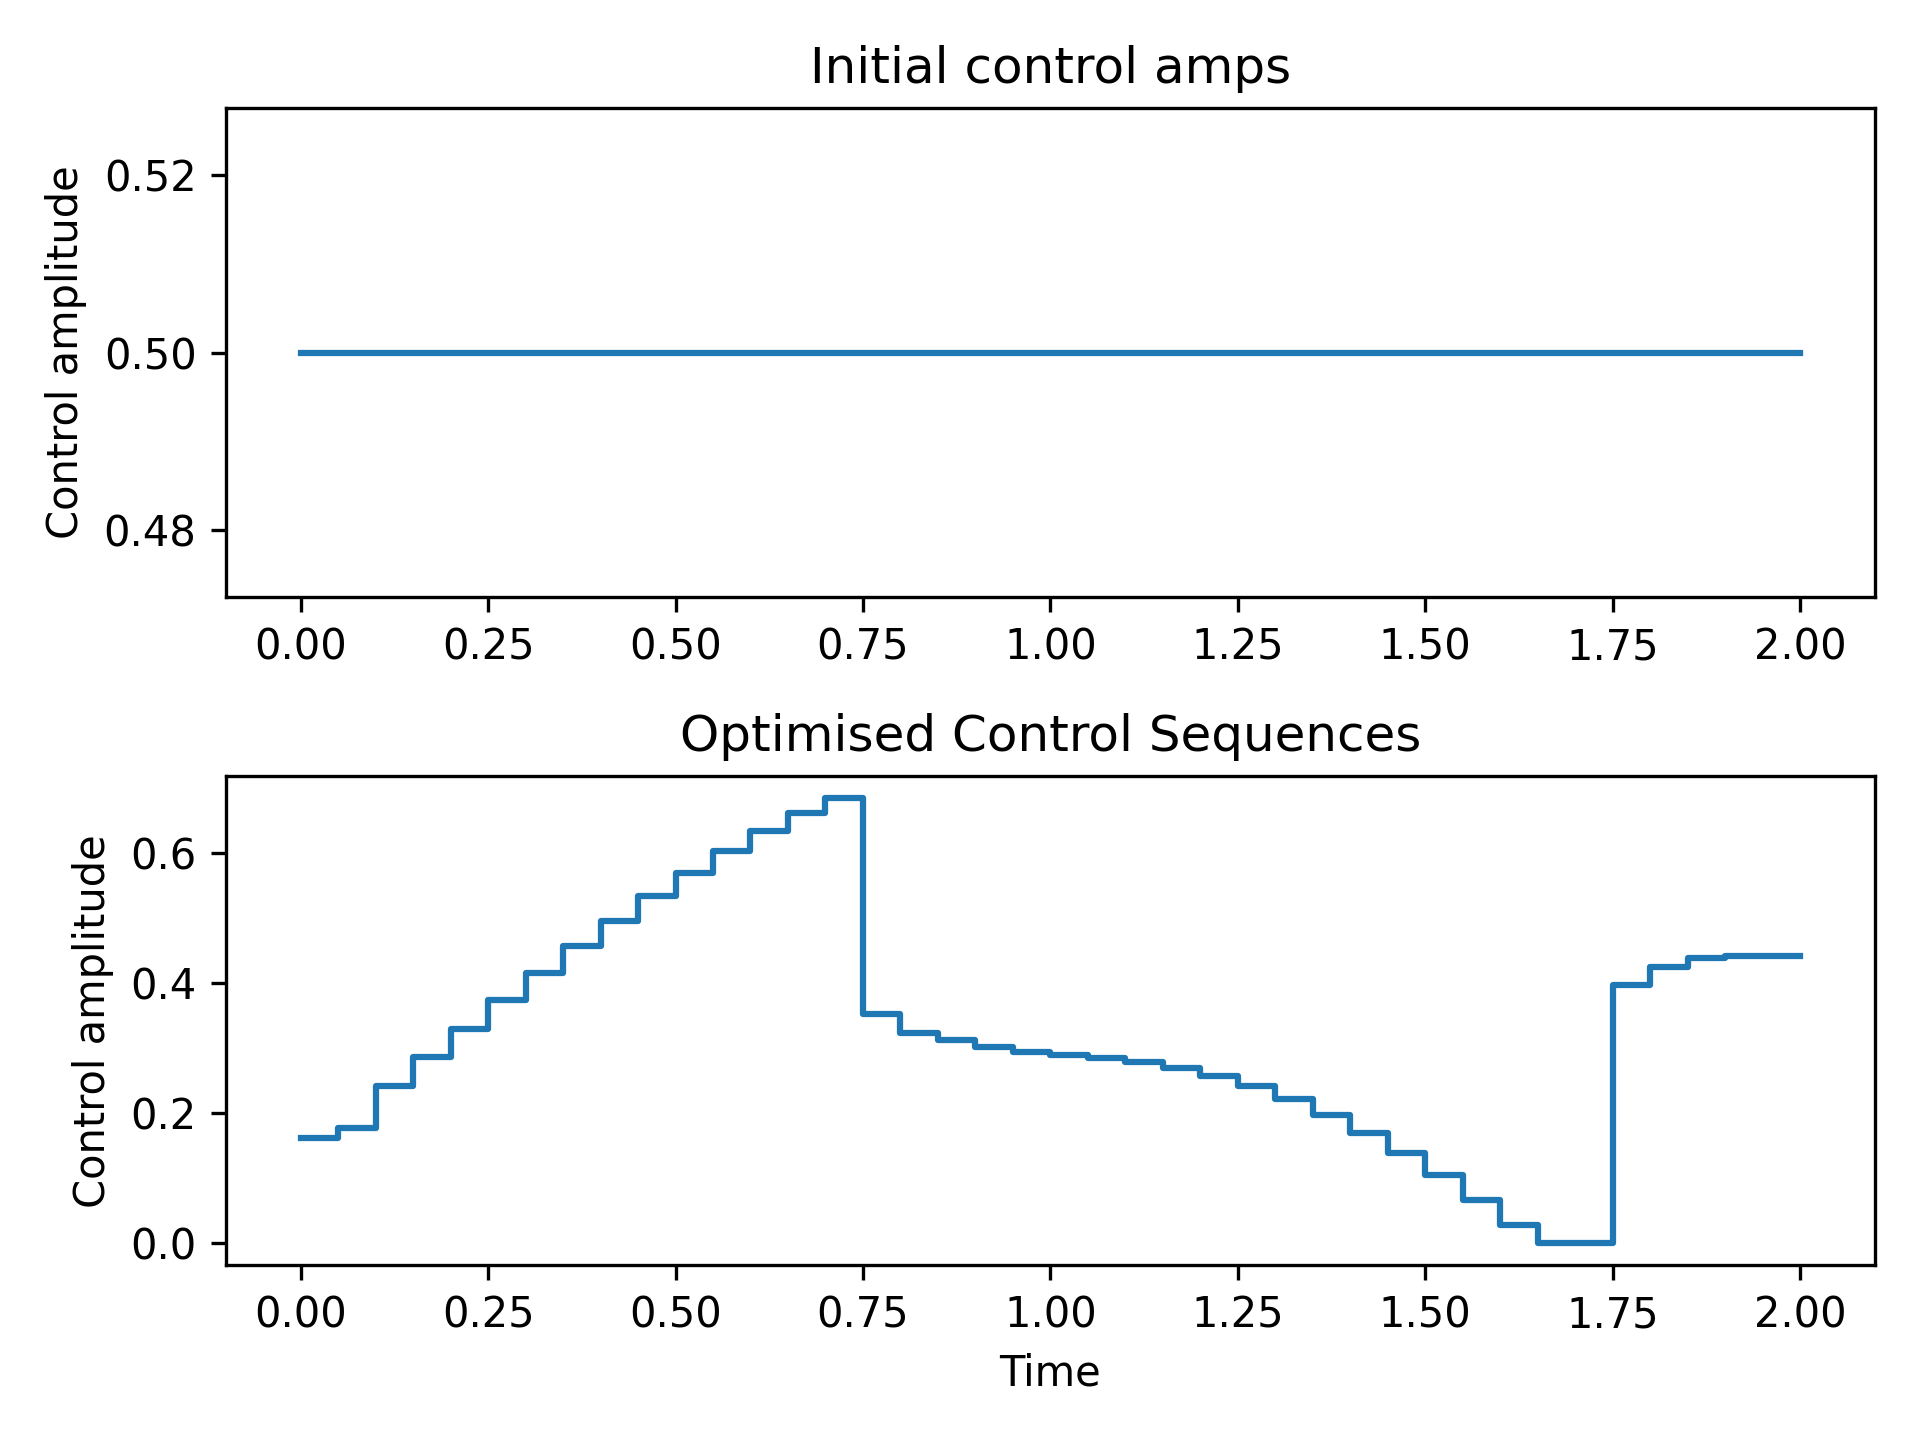 Initial control amps
Control amplitude
0.52
0.50
0.48
0.00 0.25 0.50 0.75 1.00 1.25 1.50 1.75 2.00
Optimised Control Sequences
Control amplitude
0.6
0.4
0.2
0.0
0.00 0.25 0.50 0.75 1.00 1.25 1.50 1.75 2.00
Time